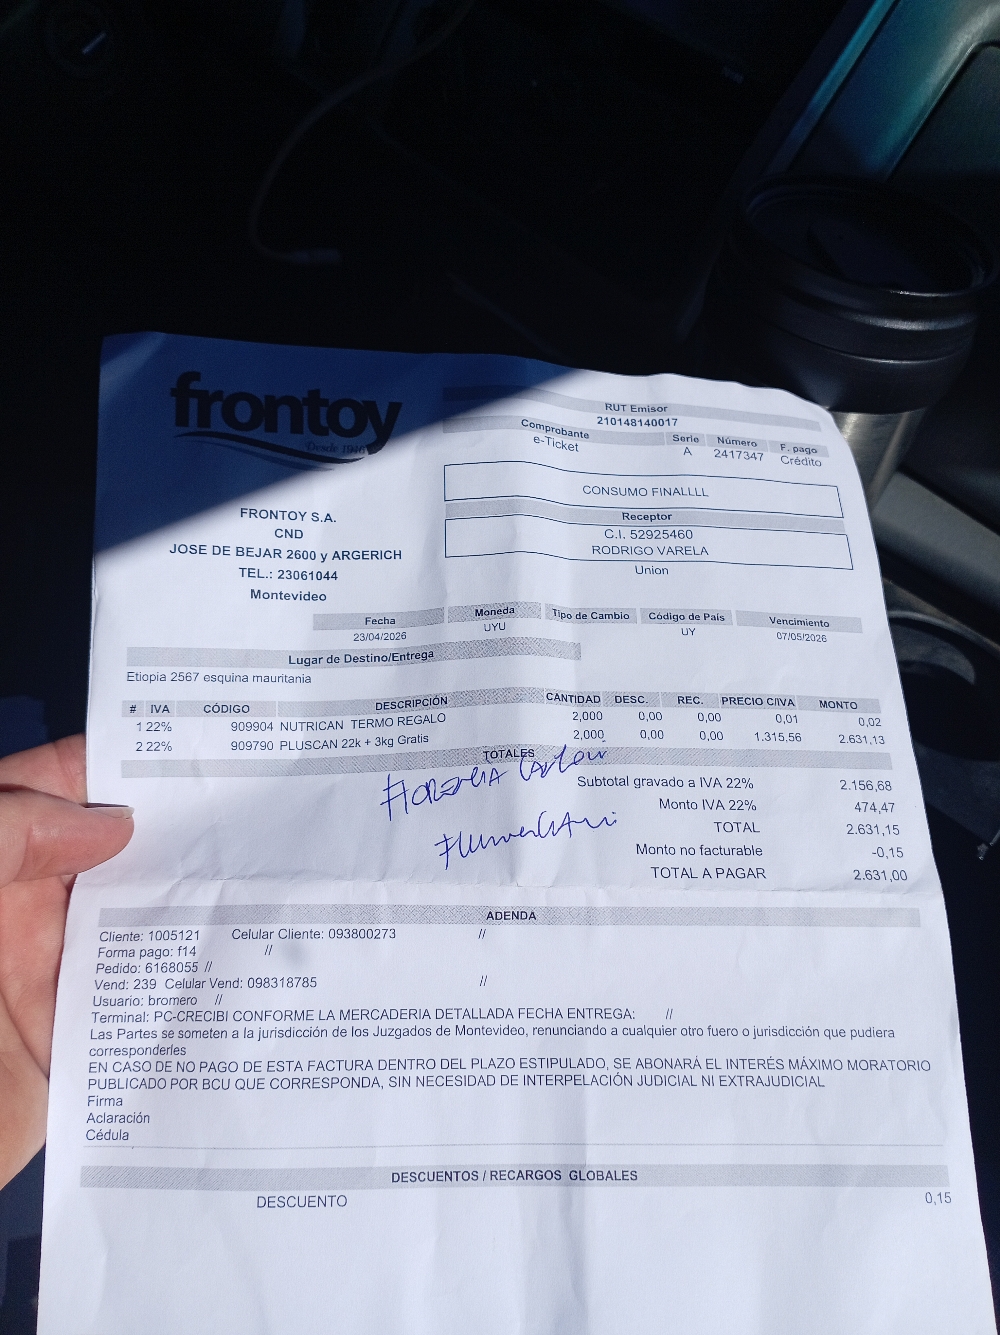 frontoy
Desde 1946
FRONTOY S.A.
CND
JOSE DE BEJAR 2600 y ARGERICH
TEL.: 23061044
Montevideo
RUT Emisor
210148140017
Comprobante Serie Número F. pago
e-Ticket A 2417347 Crédito
CONSUMO FINALLLL
Receptor
C.I. 52925460
RODRIGO VARELA
Union
Fecha Moneda Tipo de Cambio Código de País Vencimiento
23/04/2026 UYU UY 07/05/2026
Lugar de Destino/Entrega
Etiopia 2567 esquina mauritania
# IVA CÓDIGO DESCRIPCIÓN CANTIDAD DESC. REC. PRECIO C/IVA MONTO
1 22% 909904 NUTRICAN TERMO REGALO 2,000 0,00 0,00 0,01 0,02
2 22% 909790 PLUSCAN 22k + 3kg Gratis 2,000 0,00 0,00 1.315,56 2.631,13
TOTALES
Subtotal gravado a IVA 22% 2.156,68
Monto IVA 22% 474,47
TOTAL 2.631,15
Monto no facturable -0,15
TOTAL A PAGAR 2.631,00
ADENDA
Cliente: 1005121 Celular Cliente: 093800273 //
Forma pago: f14 //
Pedido: 6168055 //
Vend: 239 Celular Vend: 098318785 //
Usuario: bromero //
Terminal: PC-CRECIBI CONFORME LA MERCADERIA DETALLADA FECHA ENTREGA: //
Las Partes se someten a la jurisdicción de los Juzgados de Montevideo, renunciando a cualquier otro fuero o jurisdicción que pudiera
corresponderles
EN CASO DE NO PAGO DE ESTA FACTURA DENTRO DEL PLAZO ESTIPULADO, SE ABONARÁ EL INTERÉS MÁXIMO MORATORIO
PUBLICADO POR BCU QUE CORRESPONDA, SIN NECESIDAD DE INTERPELACIÓN JUDICIAL NI EXTRAJUDICIAL
Firma
Aclaración
Cédula
DESCUENTOS / RECARGOS GLOBALES
DESCUENTO 0,15